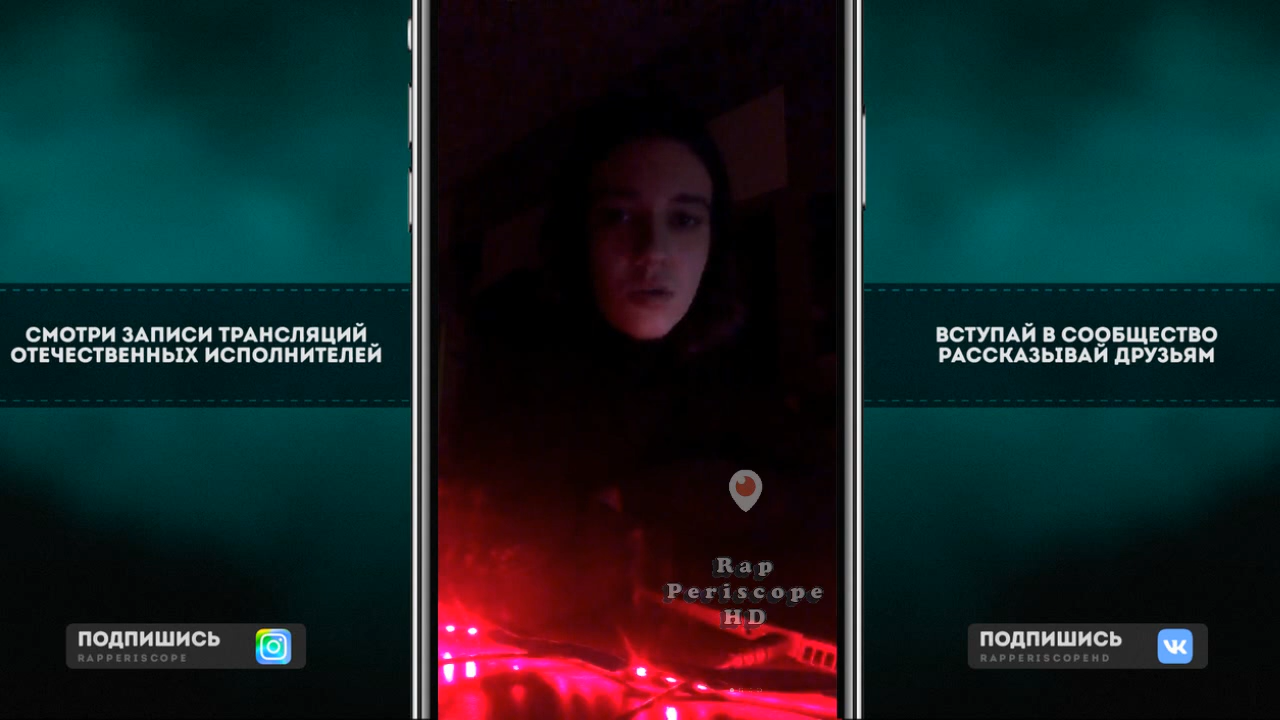 СМОТРИ ЗАПИСИ ТРАНСЛЯЦИЙ
ОТЕЧЕСТВЕННЫХ ИСПОЛНИТЕЛЕЙ
ВСТУПАЙ В СООБЩЕСТВО
РАССКАЗЫВАЙ ДРУЗЬЯМ
Rap
Periscope
HD
ПОДПИШИСЬ
RAPPERISCOPE
ПОДПИШИСЬ
RAPPERISCOPEHD